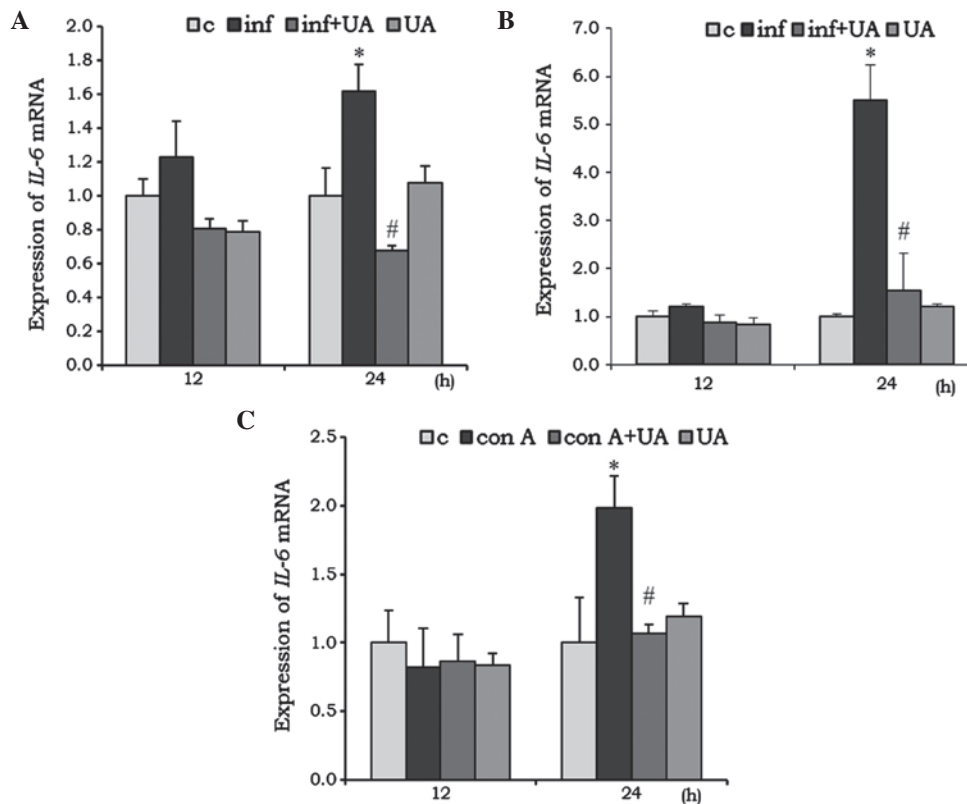 A
c inf inf+UA UA
Expression of IL-6 mRNA
2.0
1.8
1.6
1.4
1.2
1.0
0.8
0.6
0.4
0.2
0.0
*
#
12 24 (h)
B
c inf inf+UA UA
Expression of IL-6 mRNA
7.0
6.0
5.0
4.0
3.0
2.0
1.0
0.0
*
#
12 24 (h)
C
c con A con A+UA UA
Expression of IL-6 mRNA
2.5
2.0
1.5
1.0
0.5
0.0
*
#
12 24 (h)